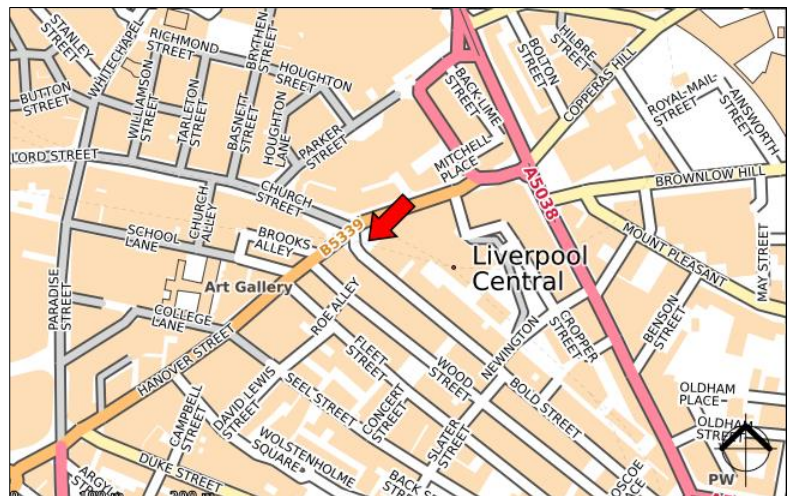 STANLEY
STREET
WHITECHAPEL
RICHMOND
STREET
BRYTHEN-
STREET
HOUGHTON
SREET
BUTTON
STREET
WILLIAMSON
STREET
TARLETON
STREET
BASNETT
STREET
HOUGHTON
LANE
PARKER
STREET
LORD STREET
BACK-LIME
STREET
BOLTON
STREET
HILBRE
STREET
COPPERAS HILL
ROYAL-MAIL
STREET
AINSWORTH
STREET
MITCHELL
PLACE
A5038
BROWNLOW HILL
CHURCH
STREET
CHURCH
ALLEY
SCHOOL
LANE
BROOKS
ALLEY
B5339
MOUNT PLEASANT
MAY STREET
Liverpool
Central
Art Gallery
PARADISE
STREET
COLLEGE
LANE
ROE ALLEY
HANOVER STREET
FLEET
STREET
WOOD
STREET
NEWINGTON
CROPPER
STREET
BENSON
STREET
BOLD STREET
SEEL STREET
CONCERT
STREET
DAVID LEWIS
STREET
CAMPBELL
STREET
SLATER
STREET
WOLSTENHOLME
SQUARE
DUKE STREET
OLDHAM
PLACE
OLDHAM
STREET
PW